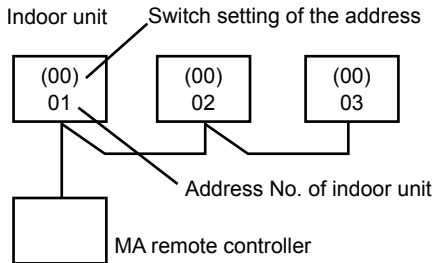 Indoor unit
Switch setting of the address
(00)
01
(00)
02
(00)
03
Address No. of indoor unit
MA remote controller